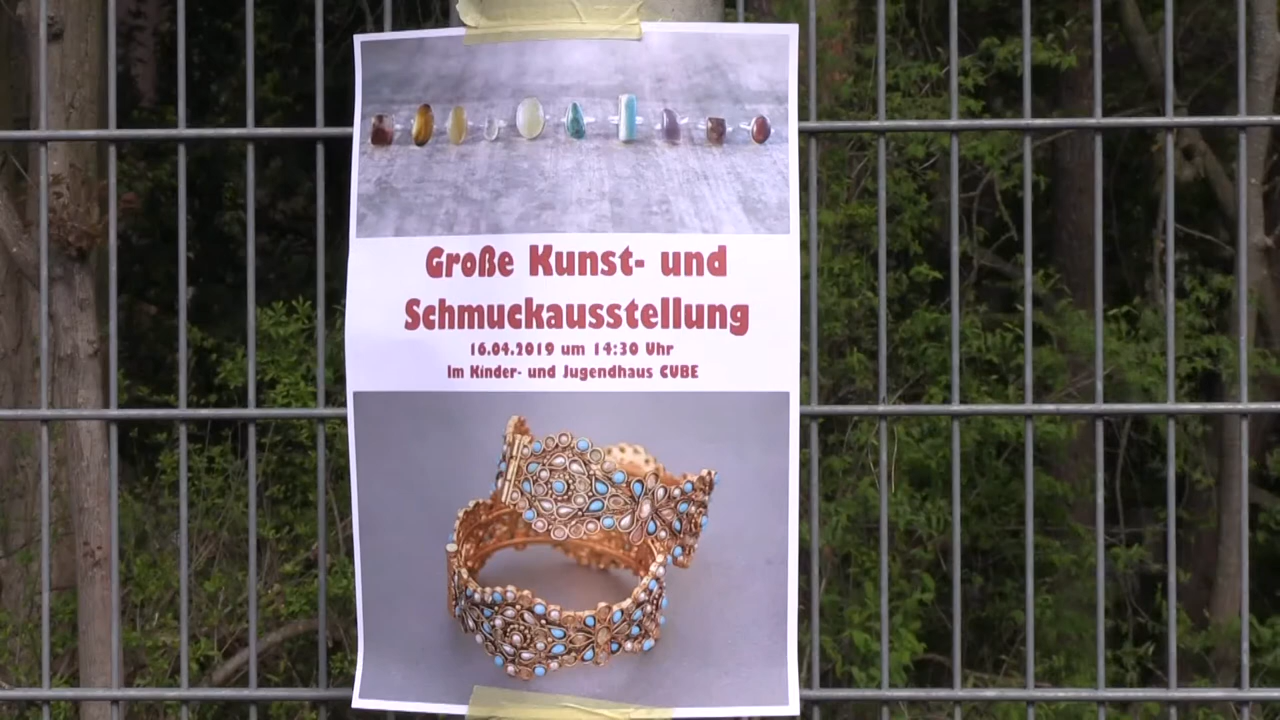 Große Kunst- und
Schmuckausstellung
16.04.2019 um 14:30 Uhr
Im Kinder- und Jugendhaus CUBE